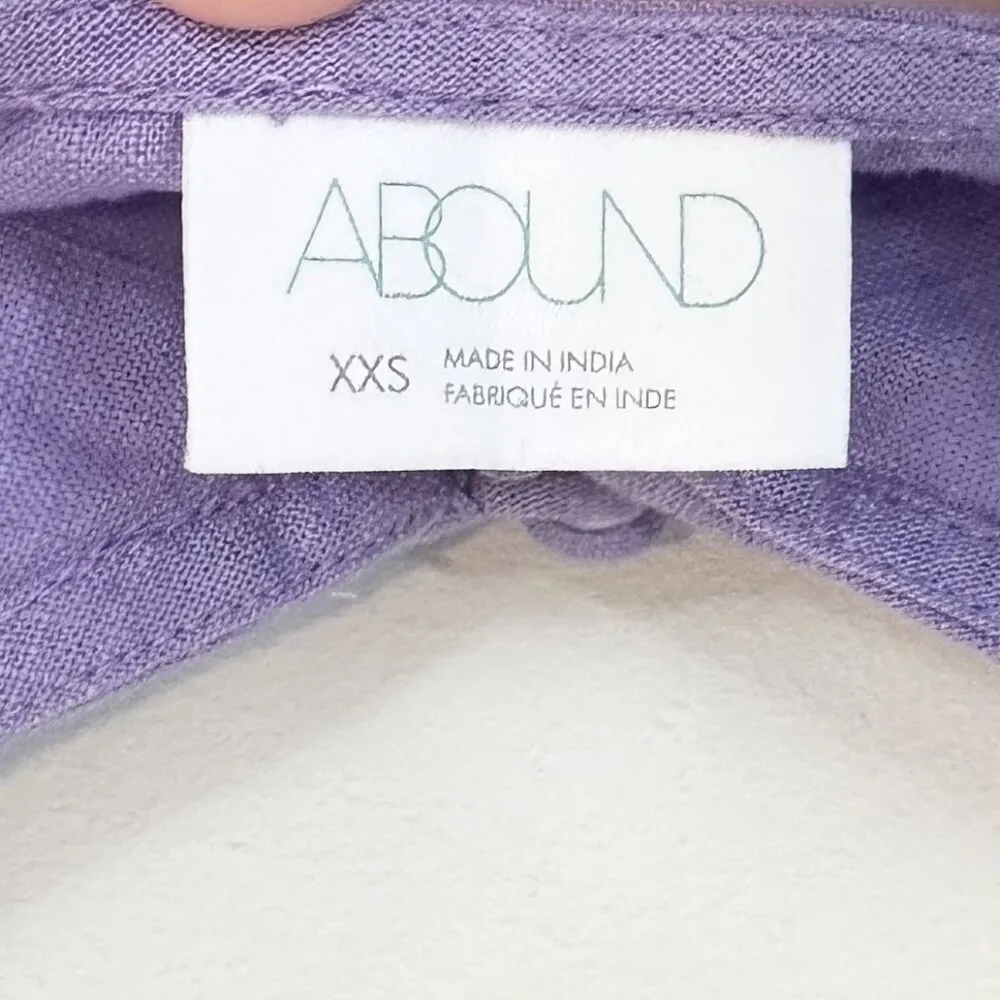 ABOUND
XXS
MADE IN INDIA
FABRIQUÉ EN INDE